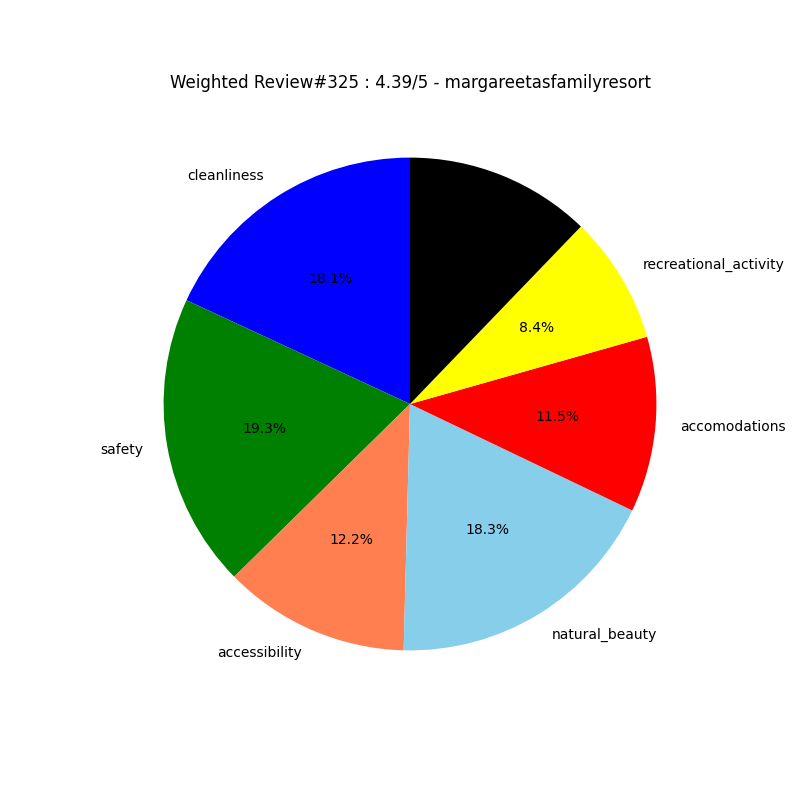 Weighted Review#325 : 4.39/5 - margareetasfamilyresort
cleanliness
recreational_activity
18.1%
8.4%
11.5%
accomodations
19.3%
safety
18.3%
12.2%
natural_beauty
accessibility